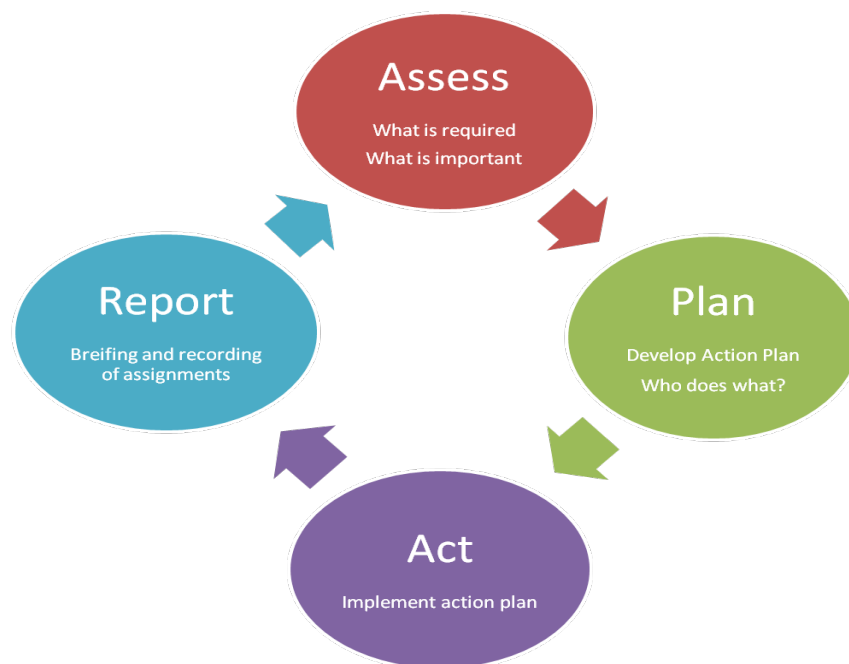 Assess
What is required
What is important
Plan
Develop Action Plan
Who does what?
Act
Implement action plan
Report
Breifing and recording
of assignments